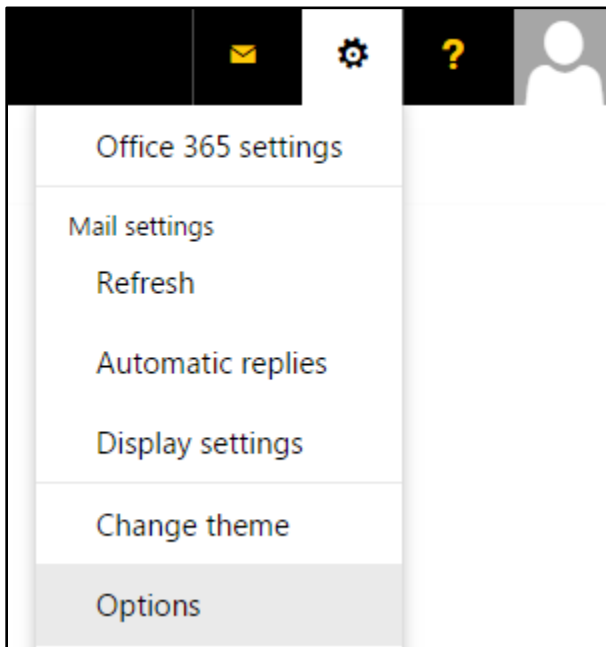 ?
Office 365 settings
Mail settings
Refresh
Automatic replies
Display settings
Change theme
Options